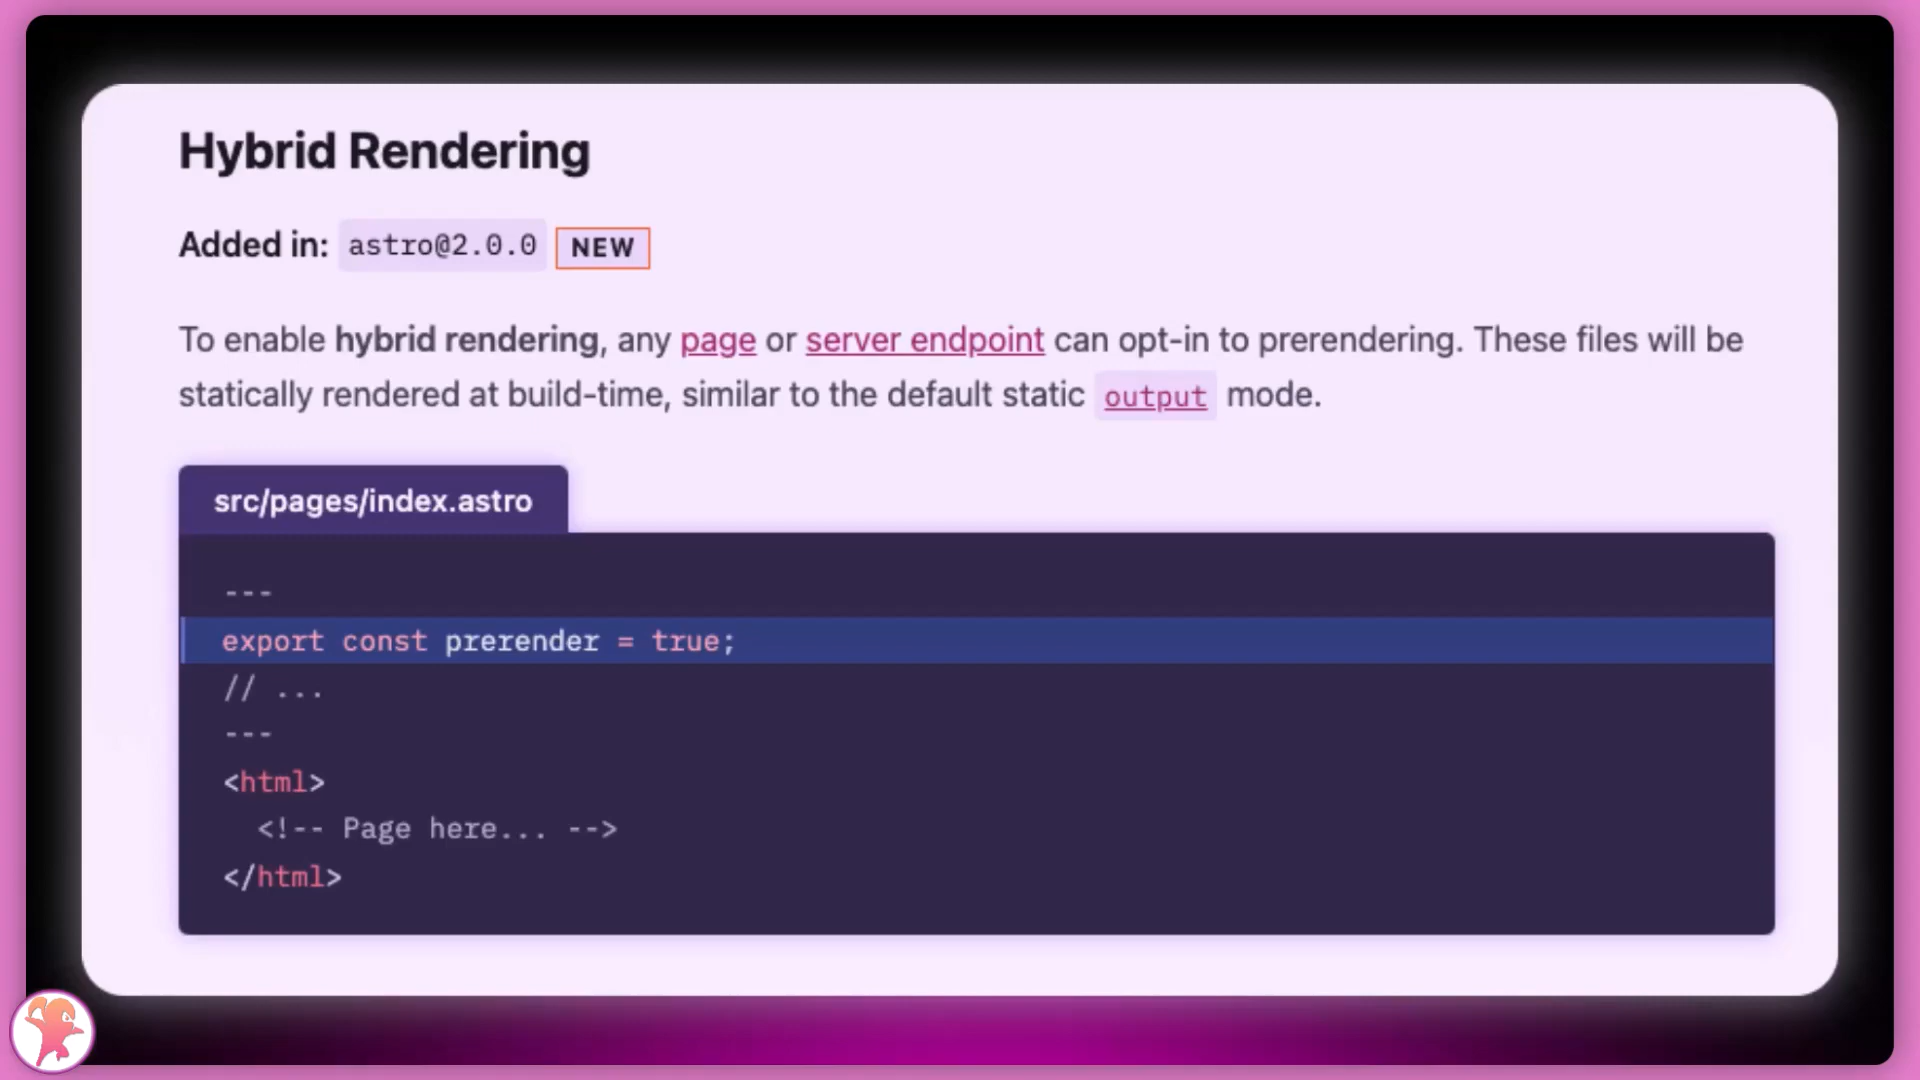 Hybrid Rendering
Added in: astro@2.0.0 NEW
To enable hybrid rendering, any page or server endpoint can opt-in to prerendering. These files will be
statically rendered at build-time, similar to the default static output mode.
src/pages/index.astro
---
export const prerender = true;
// ...
---
<html>
  <!-- Page here... -->
</html>